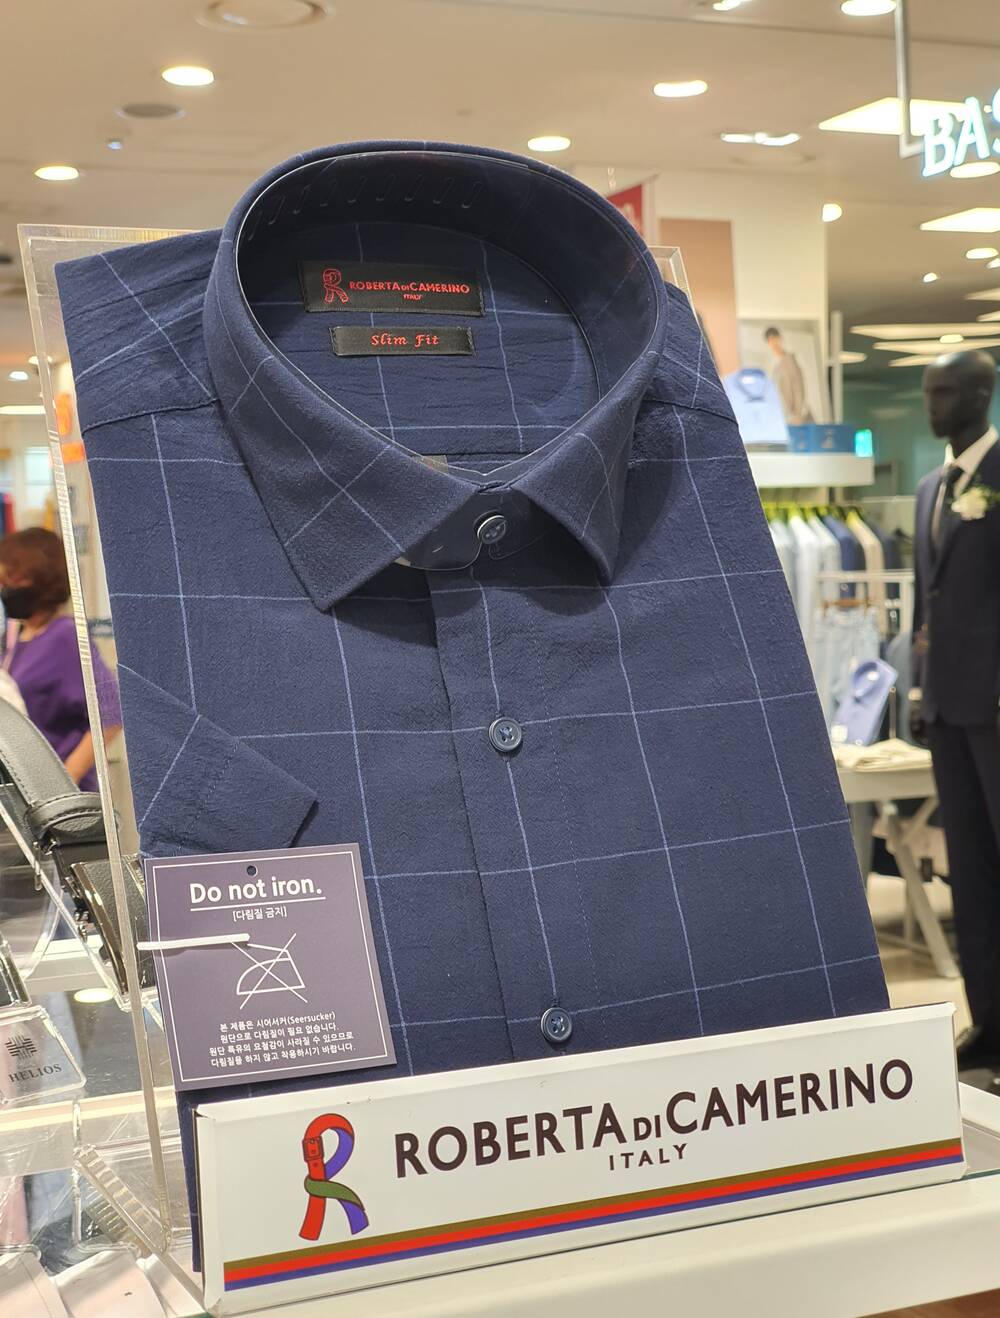 BAS
ROBERTA DI CAMERINO
ITALY
Slim Fit
Do not iron.
[다림질 금지]
본 제품은 시어서커(Seersucker)
원단으로 다림질이 필요 없습니다.
원단 특유의 요철감이 사라질 수 있으므로
다림질을 하지 않고 착용하시기 바랍니다.
HELIOS
ROBERTA DI CAMERINO
ITALY